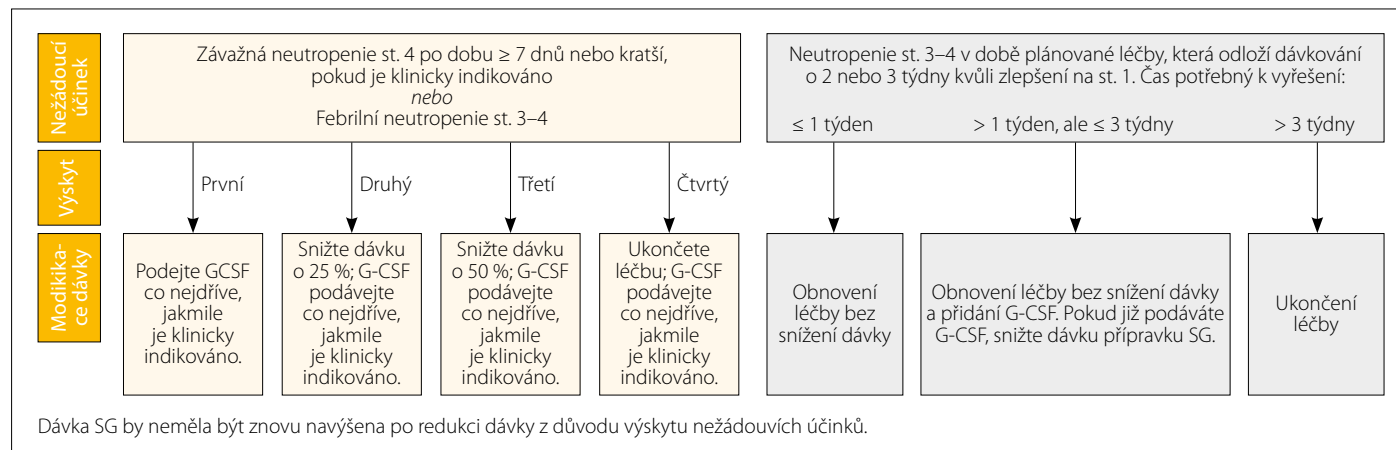 Nežádoucí
účinek
Závažná neutropenie st. 4 po dobu ≥ 7 dnů nebo kratší,
pokud je klinicky indikováno
nebo
Febrilní neutropenie st. 3–4
Neutropenie st. 3–4 v době plánované léčby, která odloží dávkování
o 2 nebo 3 týdny kvůli zlepšení na st. 1. Čas potřebný k vyřešení:
≤ 1 týden
> 1 týden, ale ≤ 3 týdny
> 3 týdny
Výskyt
První
Druhý
Třetí
Čtvrtý
Modikika-
ce dávky
Podejte GCSF
co nejdříve,
jakmile
je klinicky
indikováno.
Snižte dávku
o 25 %; G-CSF
podávejte
co nejdříve,
jakmile
je klinicky
indikováno.
Snižte dávku
o 50 %; G-CSF
podávejte
co nejdříve,
jakmile
je klinicky
indikováno.
Ukončete
léčbu; G-CSF
podávejte
co nejdříve,
jakmile
je klinicky
indikováno.
Obnovení
léčby bez
snížení dávky
Obnovení léčby bez snížení dávky
a přidání G-CSF. Pokud již podáváte
G-CSF, snižte dávku přípravku SG.
Ukončení
léčby
Dávka SG by neměla být znovu navýšena po redukci dávky z důvodu výskytu nežádouvích účinků.